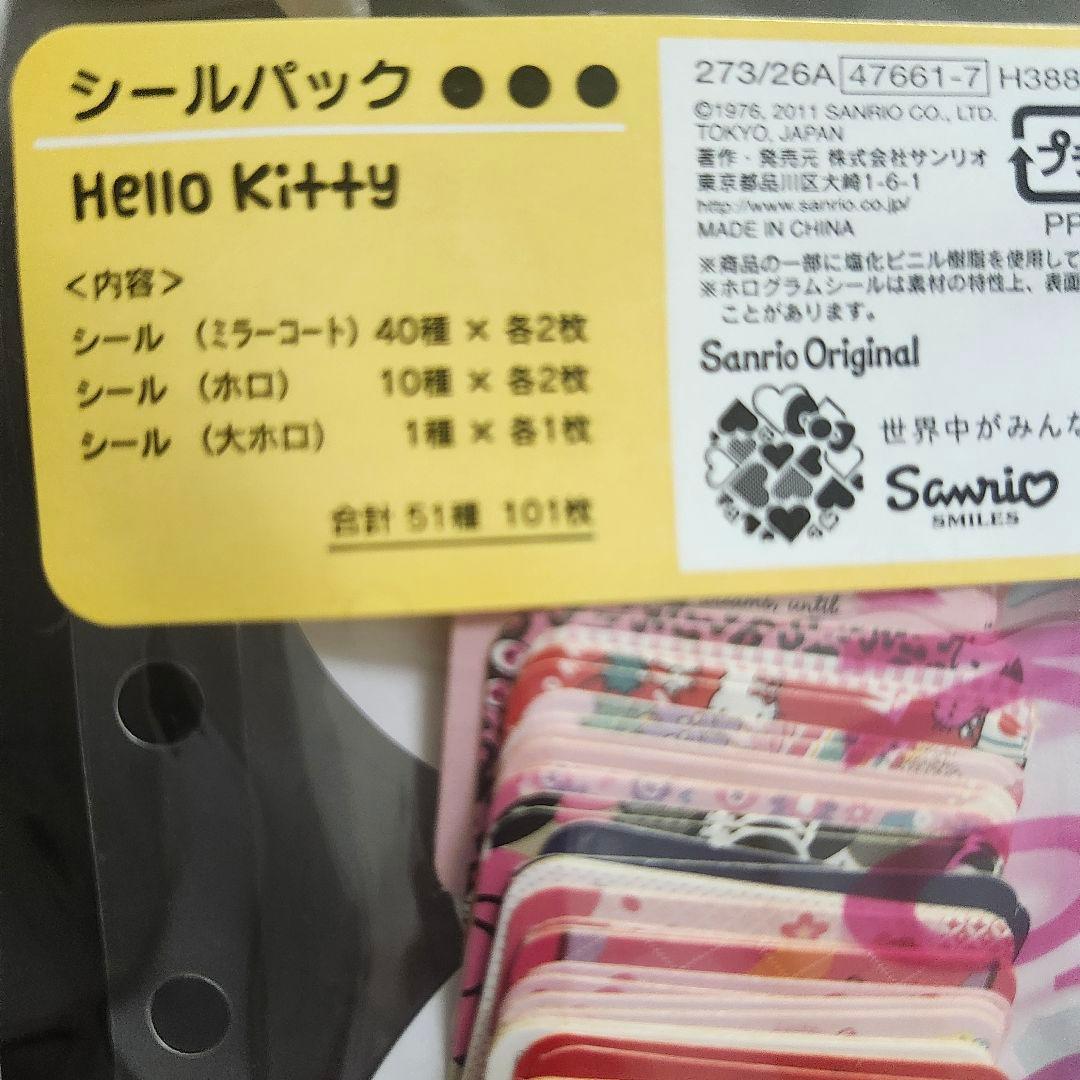 シールパック ●●●
Hello Kitty
<内容>
シール (ミラーコート) 40種 × 各2枚
シール (ホロ) 10種 × 各2枚
シール (大ホロ) 1種 × 各1枚
合計 51種 101枚
273/26A 47661-7 H388
©1976, 2011 SANRIO CO., LTD.
TOKYO, JAPAN
著作・発売元 株式会社サンリオ
東京都品川区大崎1-6-1
http://www.sanrio.co.jp/
MADE IN CHINA
プラ
PP
※商品の一部に塩化ビニル樹脂を使用して
※ホログラムシールは素材の特性上、表面
ことがあります。
Sanrio Original
世界中がみんな
Sanrio
SMILES
until